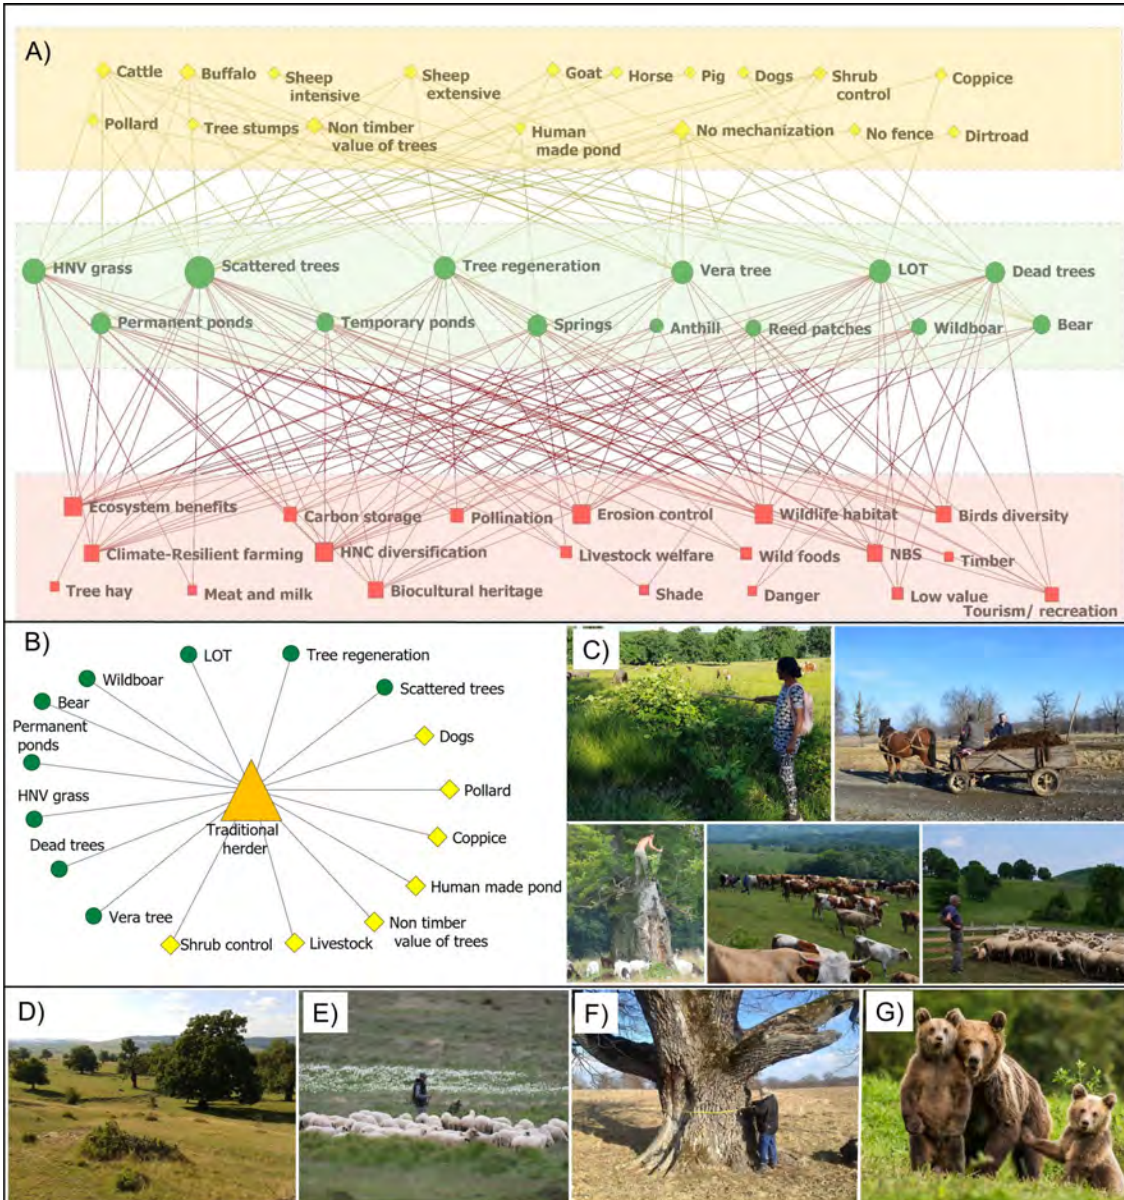 A)
Cattle
Buffalo
Sheep
intensive
Sheep
extensive
Goat
Horse
Pig
Dogs
Shrub
control
Coppice
Pollard
Tree stumps
Non timber
value of trees
Human
made pond
No mechanization
No fence
Dirtroad
HNV grass
Scattered trees
Tree regeneration
Vera tree
LOT
Dead trees
Permanent ponds
Temporary ponds
Springs
Anthill
Reed patches
Wildboar
Bear
Ecosystem benefits
Carbon storage
Pollination
Erosion control
Wildlife habitat
Birds diversity
Climate-Resilient farming
HNC diversification
Livestock welfare
Wild foods
NBS
Timber
Tree hay
Meat and milk
Biocultural heritage
Shade
Danger
Low value
Tourism/ recreation
B)
LOT
Tree regeneration
Wildboar
Scattered trees
Bear
Permanent
ponds
Dogs
HNV grass
Pollard
Traditional
herder
Coppice
Dead trees
Human made pond
Vera tree
Shrub control
Livestock
Non timber
value of trees
C)
D)
E)
F)
G)